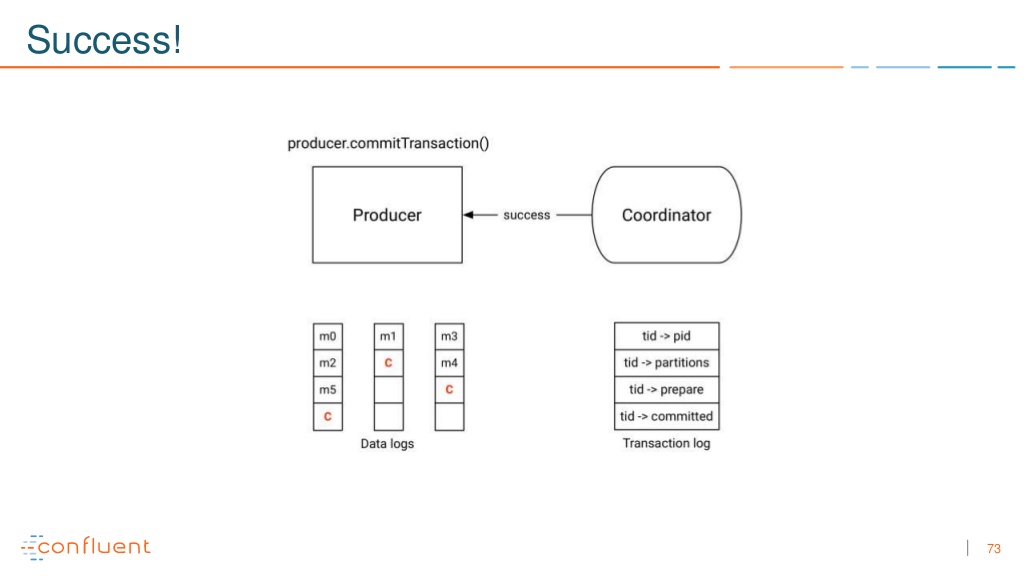 Success!
producer.commitTransaction()
Producer
success
Coordinator
m0
m2
m5
C
m1
C
m3
m4
C
Data logs
tid -> pid
tid -> partitions
tid -> prepare
tid -> committed
Transaction log
confluent
73